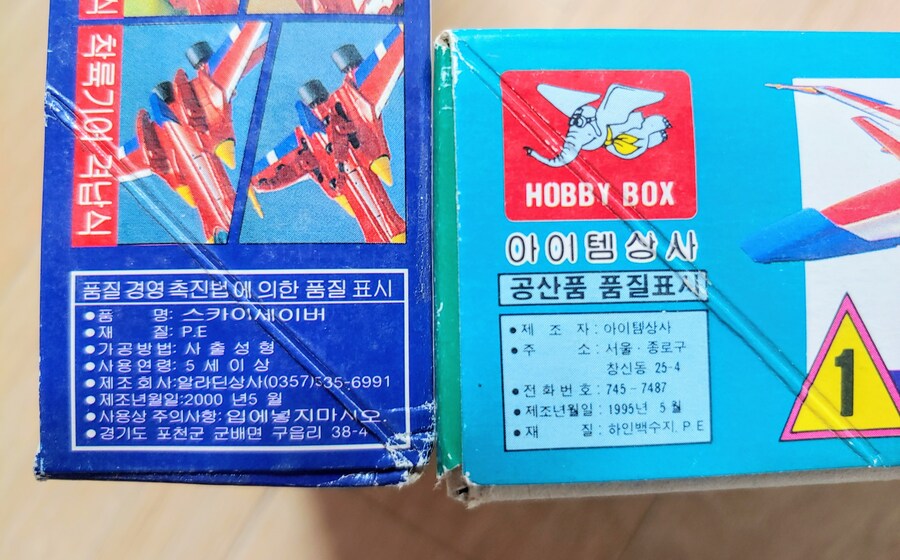 식
착륙기어 격납식
품질 경영 촉진법에 의한 품질 표시
●품 명: 스카이세이버
●재 질: P.E
●가공방법: 사출성형
●사용연령: 5 세 이상
●제조회사:알라딘상사(0357)535-6991
●제조년월일:2000 년5 월
●사용상 주의사항: 입에넣지마시오.
●경기도 포천군 군배면 구읍리 38-4
HOBBY BOX
아이템상사
공산품 품질표시
●제 조 자 : 아이템상사
●주 소 : 서울·종로구
창신동 25-4
●전화번호 : 745-7487
●제조년월일 : 1995년 5월
●재 질 : 하인백수지. P E
1